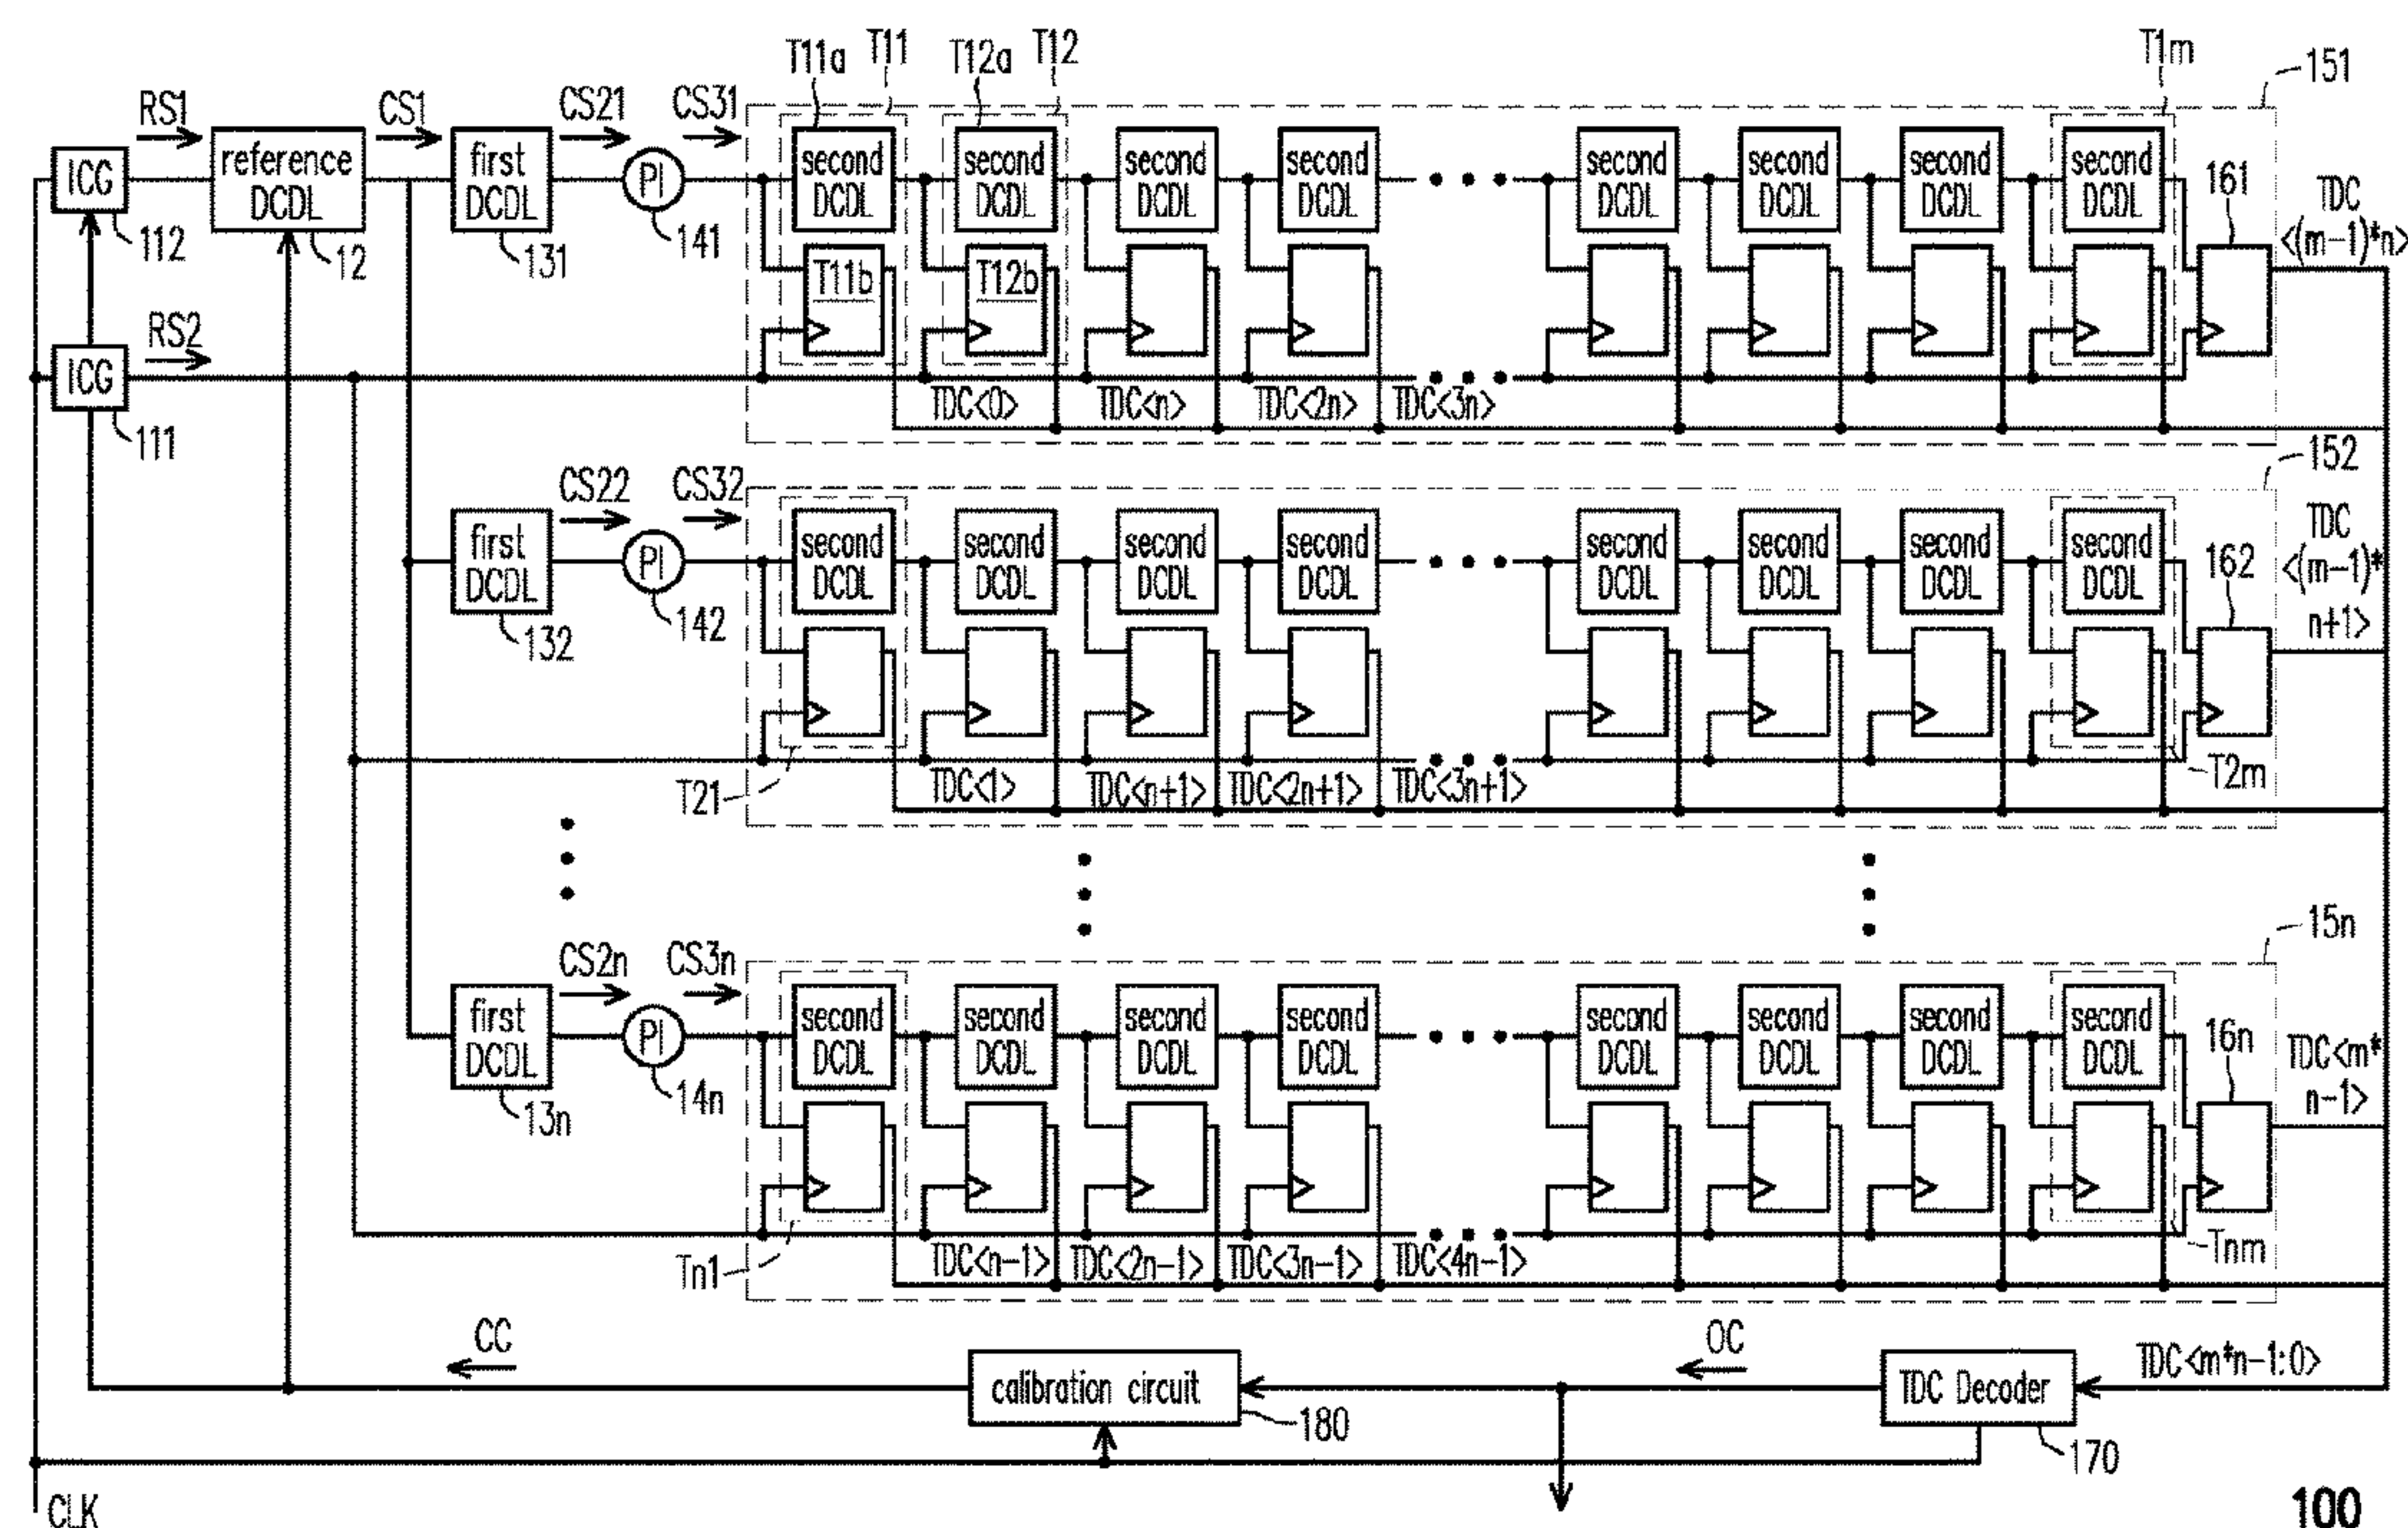 T11a T11 T12a T12 T1m 151
RS1 CS1 CS21 CS31
ICG reference DCDL first DCDL PI second DCDL second DCDL second DCDL second DCDL second DCDL second DCDL second DCDL second DCDL 161 TDC <(m-1)*n>
112 12 131 141 T11b T12b
RS2
ICG
111
TDC<0> TDC<n> TDC<2n> TDC<3n>
152
CS22 CS32
first DCDL PI second DCDL second DCDL second DCDL second DCDL second DCDL second DCDL second DCDL second DCDL 162 TDC <(m-1)* n+1>
132 142
T21 TDC<1> TDC<n+1> TDC<2n+1> TDC<3n+1> T2m
15n
CS2n CS3n
first DCDL PI second DCDL second DCDL second DCDL second DCDL second DCDL second DCDL second DCDL second DCDL 16n TDC<m* n-1>
13n 14n
Tn1 TDC<n-1> TDC<2n-1> TDC<3n-1> TDC<4n-1> Tnm
CC OC
calibration circuit TDC Decoder TDC<m*n-1:0>
180 170
CLK
100